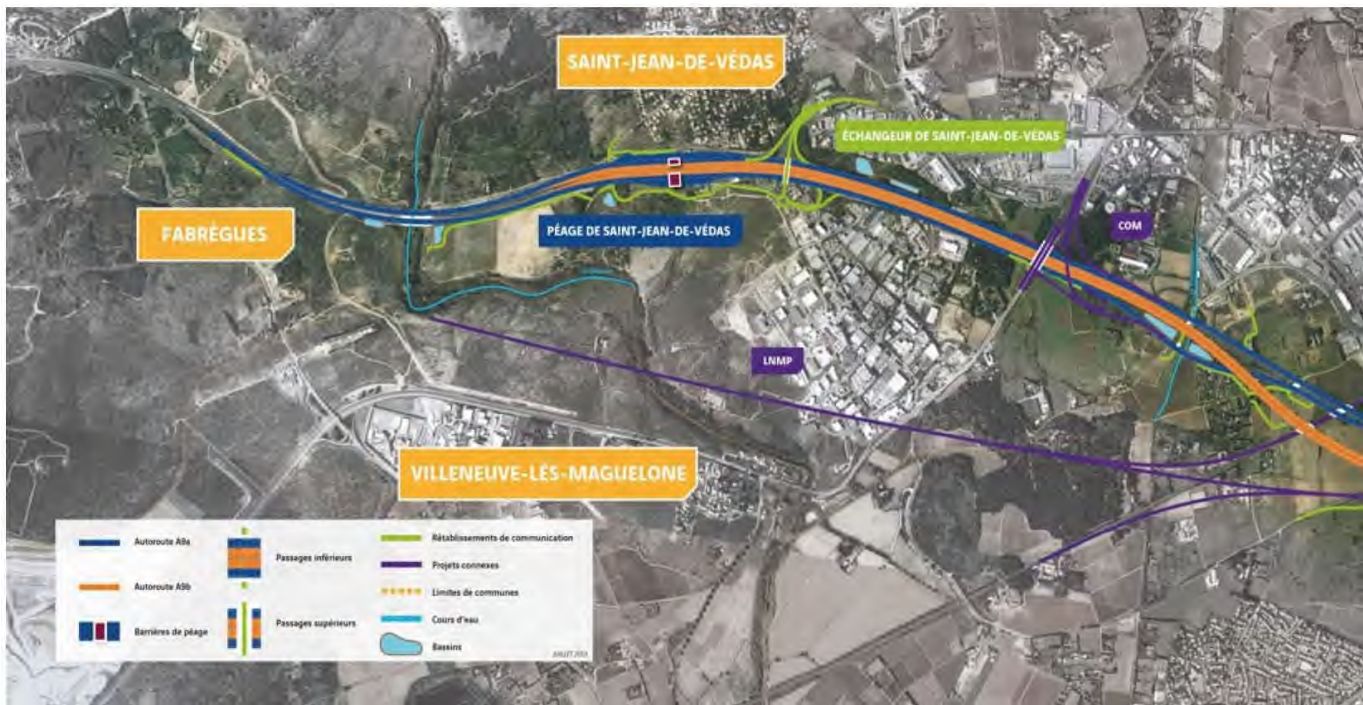 SAINT-JEAN-DE-VÉDAS
ÉCHANGEUR DE SAINT-JEAN-DE-VÉDAS
FABRÈGUES
PÉAGE DE SAINT-JEAN-DE-VÉDAS
COM
LNMP
VILLENEUVE-LÈS-MAGUELONE
Autoroute A9a
Autoroute A9b
Barrières de péage
Passages inférieurs
Passages supérieurs
Rétablissements de communication
Projets connexes
Limites de communes
Cours d'eau
Bassins
JUILLET